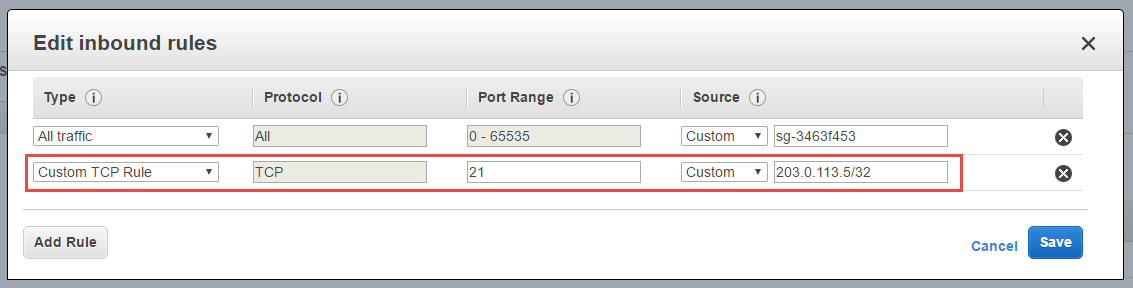 Edit inbound rules
s
Type Protocol Port Range Source
All traffic All 0 - 65535 Custom sg-3463f453
Custom TCP Rule TCP 21 Custom 203.0.113.5/32
Add Rule Cancel Save